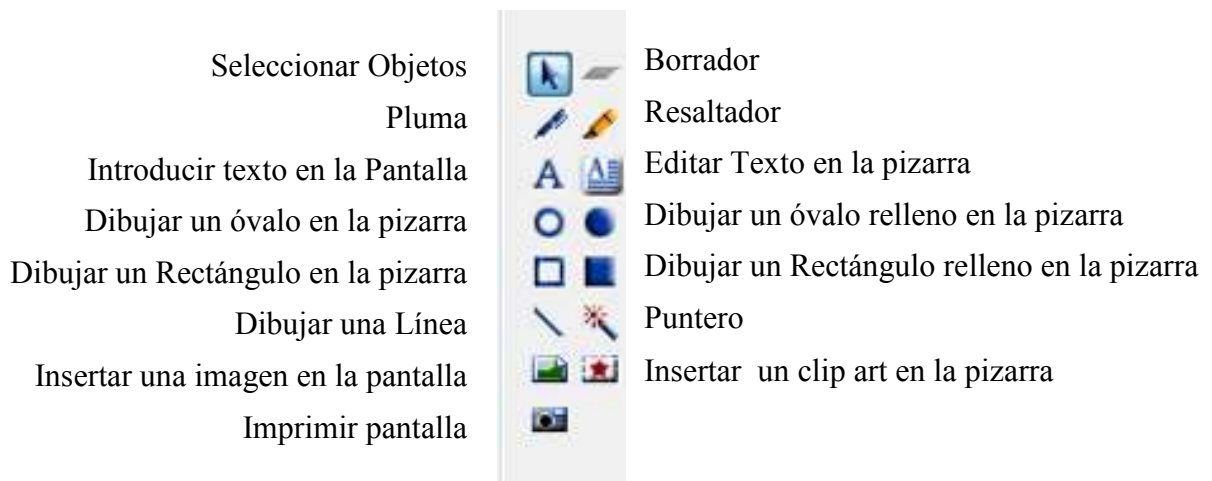 Seleccionar Objetos
Borrador
Pluma
Resaltador
Introducir texto en la Pantalla
Editar Texto en la pizarra
Dibujar un óvalo en la pizarra
Dibujar un óvalo relleno en la pizarra
Dibujar un Rectángulo en la pizarra
Dibujar un Rectángulo relleno en la pizarra
Dibujar una Línea
Puntero
Insertar una imagen en la pantalla
Insertar un clip art en la pizarra
Imprimir pantalla